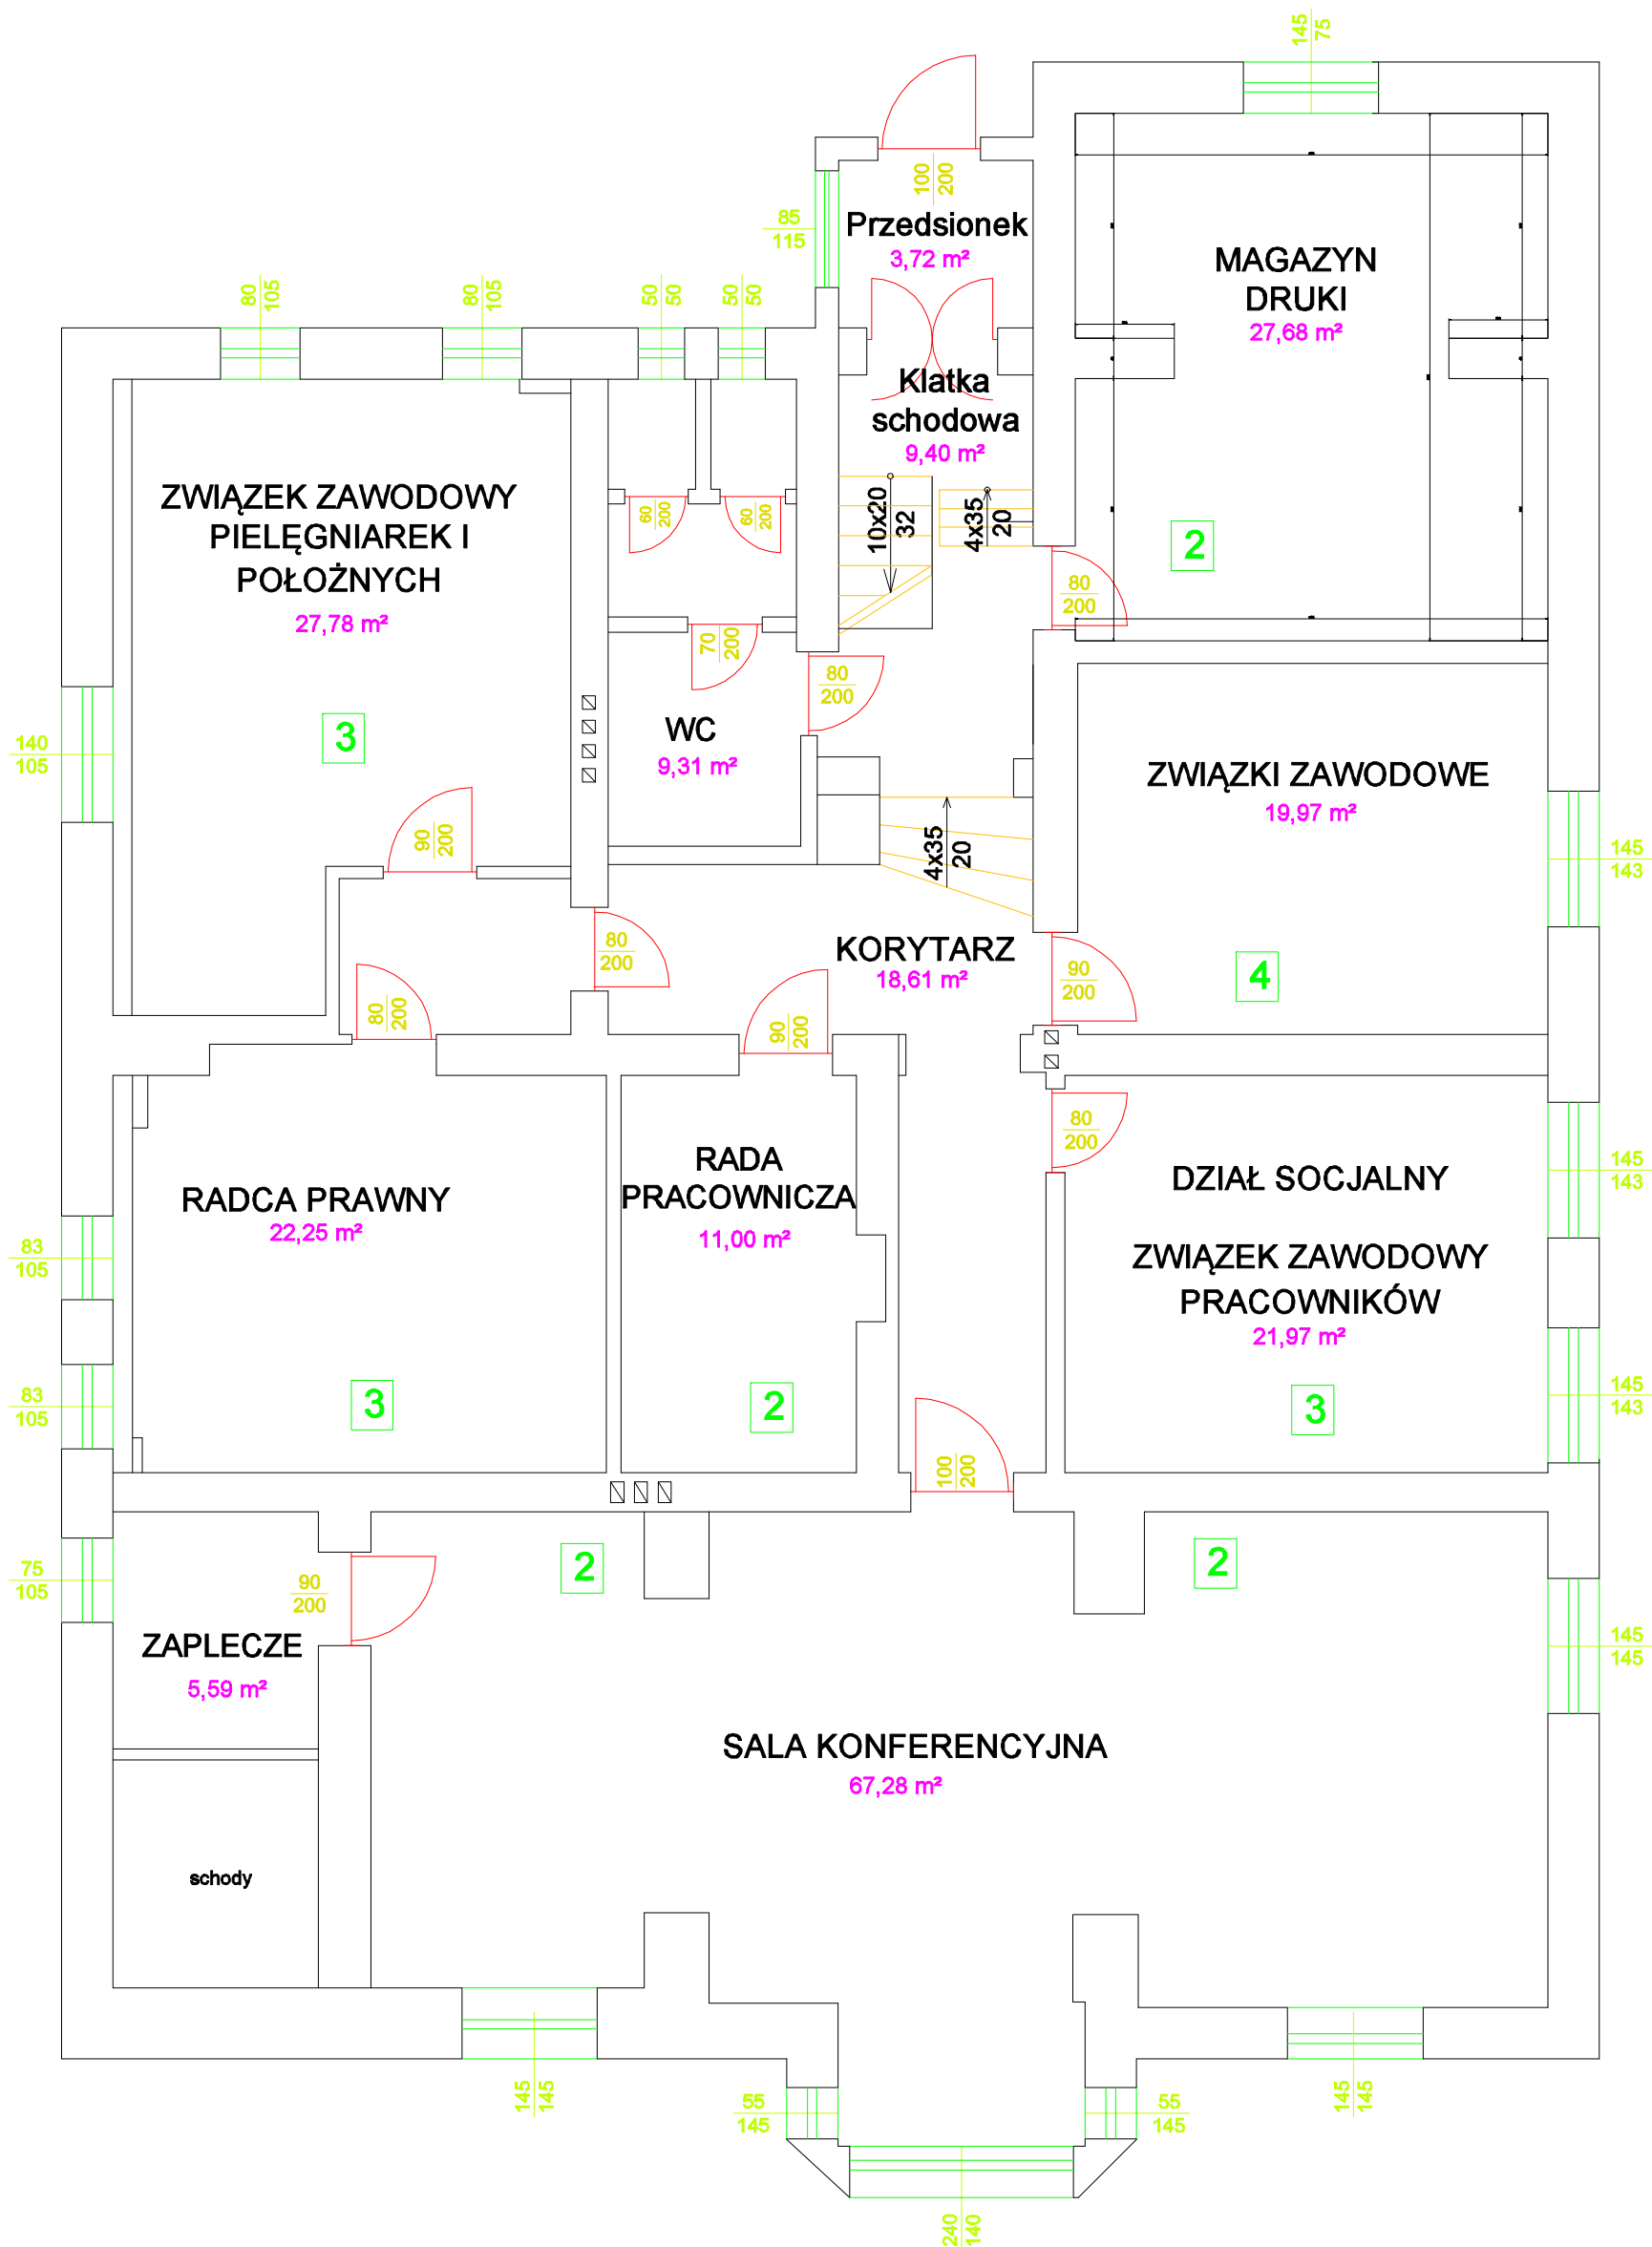 145
75
100
200
Przedsionek
3,72 m²
85
115
MAGAZYN
DRUKI
27,68 m²
80
105
80
105
50
50
50
50
Klatka
schodowa
9,40 m²
ZWIĄZEK ZAWODOWY
PIELĘGNIAREK I
POŁOŻNYCH
27,78 m²
60
200
60
200
10x20
32
4x35
20
2
80
200
70
200
80
200
3
WC
9,31 m²
140
105
ZWIĄZKI ZAWODOWE
19,97 m²
90
200
4x35
20
145
143
80
200
KORYTARZ
18,61 m²
90
200
4
80
200
90
200
80
200
RADCA PRAWNY
22,25 m²
RADA
PRACOWNICZA
11,00 m²
DZIAŁ SOCJALNY
145
143
ZWIĄZEK ZAWODOWY
PRACOWNIKÓW
21,97 m²
83
105
83
105
3
2
3
145
143
100
200
75
105
90
200
2
2
ZAPLECZE
5,59 m²
145
145
SALA KONFERENCYJNA
67,28 m²
schody
145
145
55
145
55
145
145
145
240
140